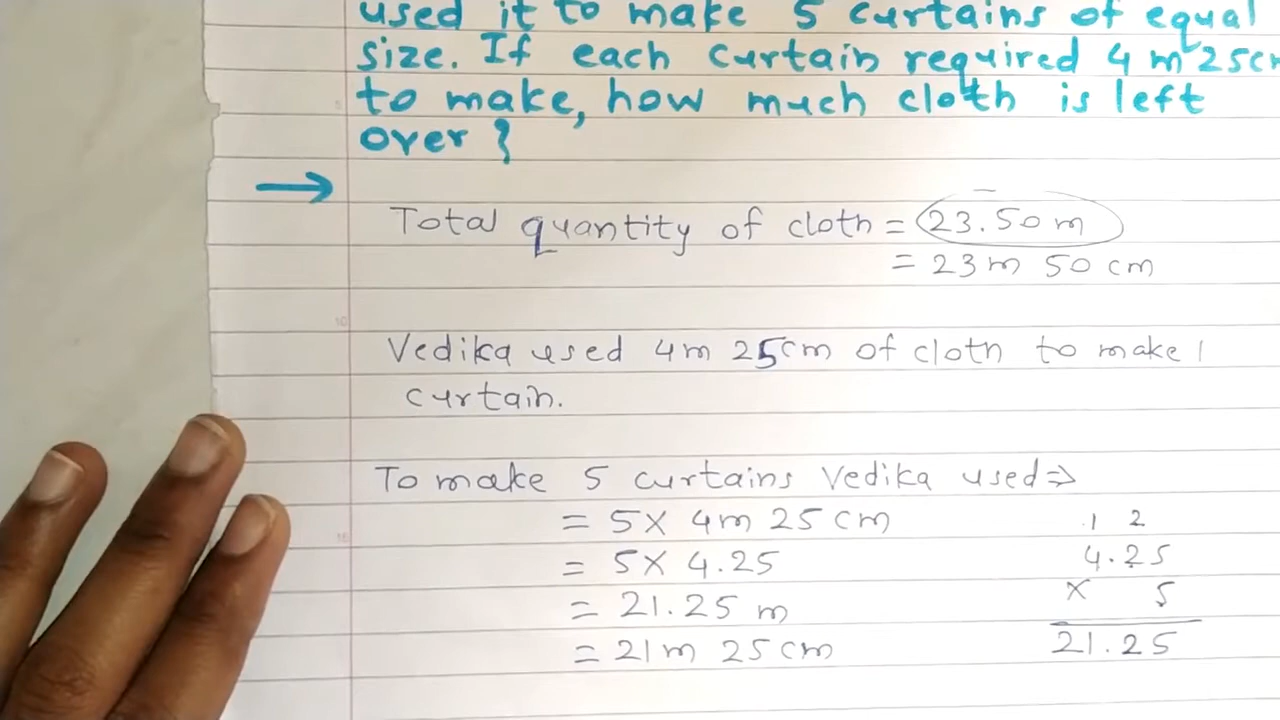 used it to make 5 curtains of equal
size. If each curtain required 4 m 25cm
to make, how much cloth is left
over ?
→
Total quantity of cloth = 23.50 m
= 23 m 50 cm
Vedika used 4m 25cm of cloth to make 1
curtain.
To make 5 curtains Vedika used ⇒
= 5 X 4m 25 cm
= 5 X 4.25
= 21.25 m
= 21m 25 cm
1 2
4.25
X 5
21.25